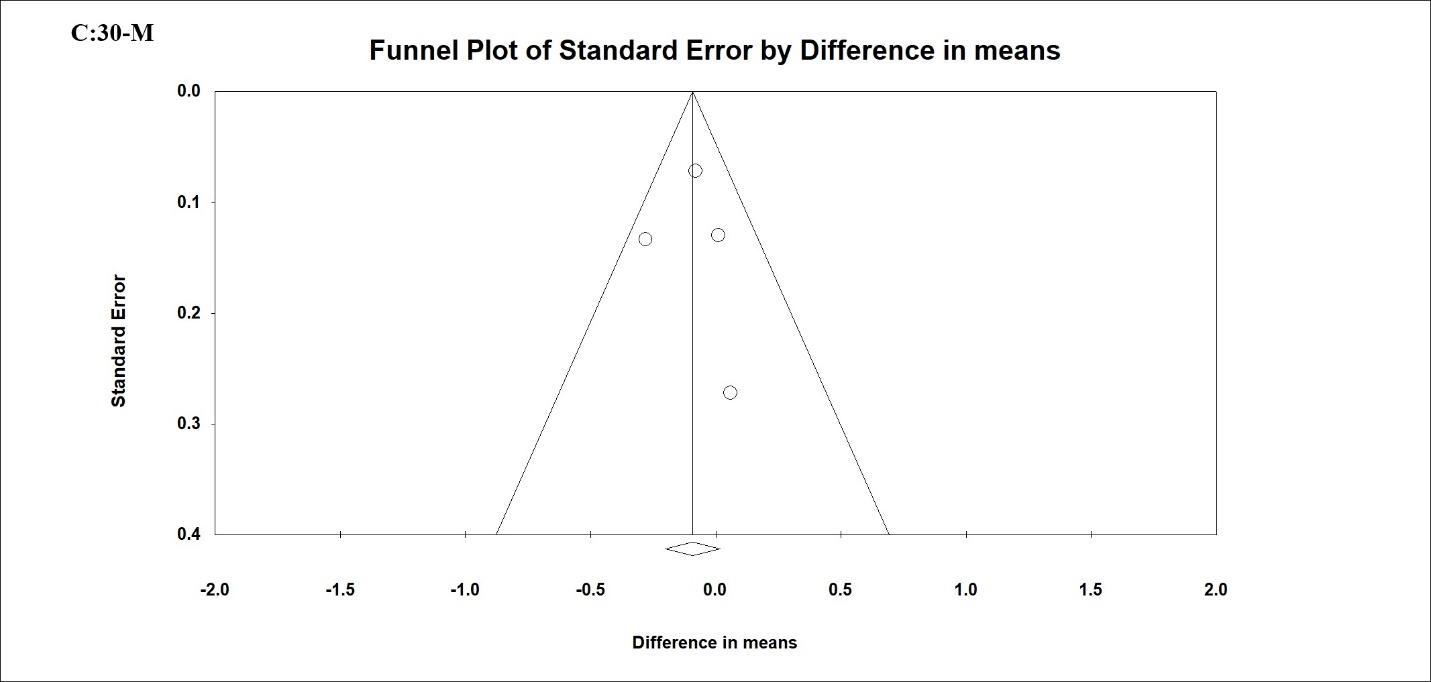 C:30-M
Funnel Plot of Standard Error by Difference in means
0.0
0.1
0.2
0.3
0.4
Standard Error
-2.0 -1.5 -1.0 -0.5 0.0 0.5 1.0 1.5 2.0
Difference in means